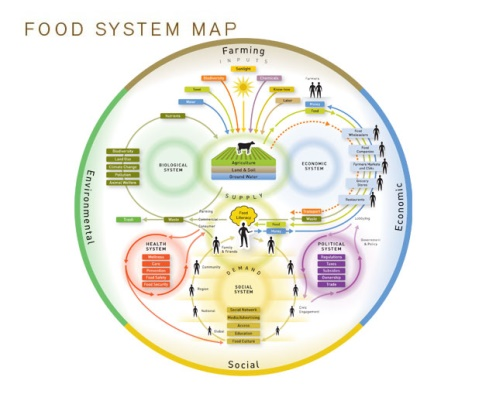 FOOD SYSTEM MAP
Farming
INPUTS
Sunlight
Biodiversity
Chemicals
Seed
Farmers
Water
Labor
Money
Food
Nutrients
Biodiversity
Land Use
Climate Change
Pollution
Animal Welfare
BIOLOGICAL
SYSTEM
Agriculture
Land & Soil
Ground Water
ECONOMIC
SYSTEM
Food
Wholesalers
Food
Companies
Restaurants
Environmental
Economic
SUPPLY
Food
Literacy
Food
Money
Waste
Waste
Farming
Lobbying
Government
& Policy
HEALTH
SYSTEM
Wellness
Care
Prevention
Food Safety
Food Security
Family
& Friends
Community
Region
National
Global
DEMAND
SOCIAL
SYSTEM
Social Network
Media/Advertising
Access
Education
Food Culture
POLITICAL
SYSTEM
Regulations
Taxes
Subsidies
Ownership
Trade
Civic
Engagement
Social